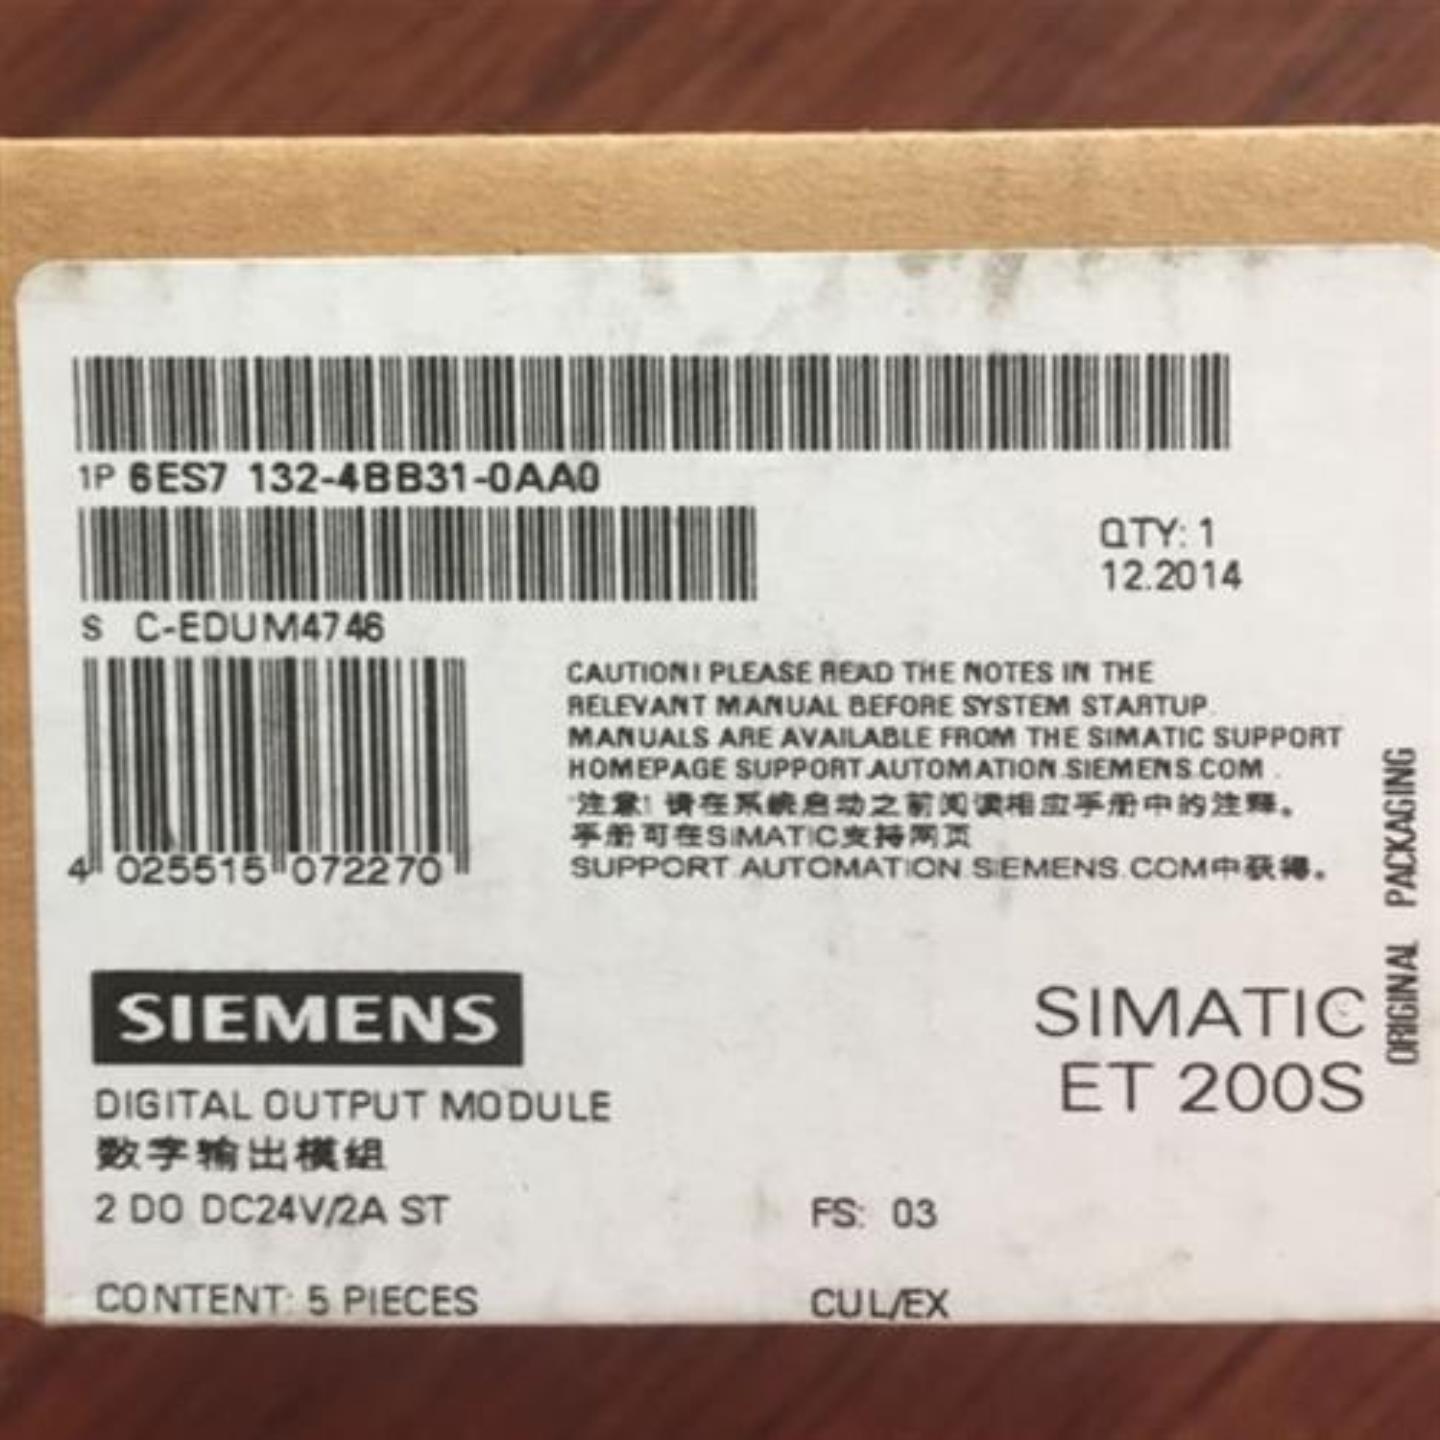 1P 6ES7 132-4BB31-0AA0
QTY: 1
12.2014
S C-EDUM4746
CAUTION! PLEASE READ THE NOTES IN THE
RELEVANT MANUAL BEFORE SYSTEM STARTUP.
MANUALS ARE AVAILABLE FROM THE SIMATIC SUPPORT
HOMEPAGE SUPPORT.AUTOMATION.SIEMENS.COM .
注意! 请在系统启动之前阅读相应手册中的注释。
手册可在SIMATIC支持网页
SUPPORT.AUTOMATION.SIEMENS.COM中获得。
4 025515 072270
ORIGINAL PACKAGING
SIEMENS
SIMATIC
ET 200S
DIGITAL OUTPUT MODULE
数字输出模组
2 DO DC24V/2A ST
FS: 03
CONTENT: 5 PIECES
CUL/EX